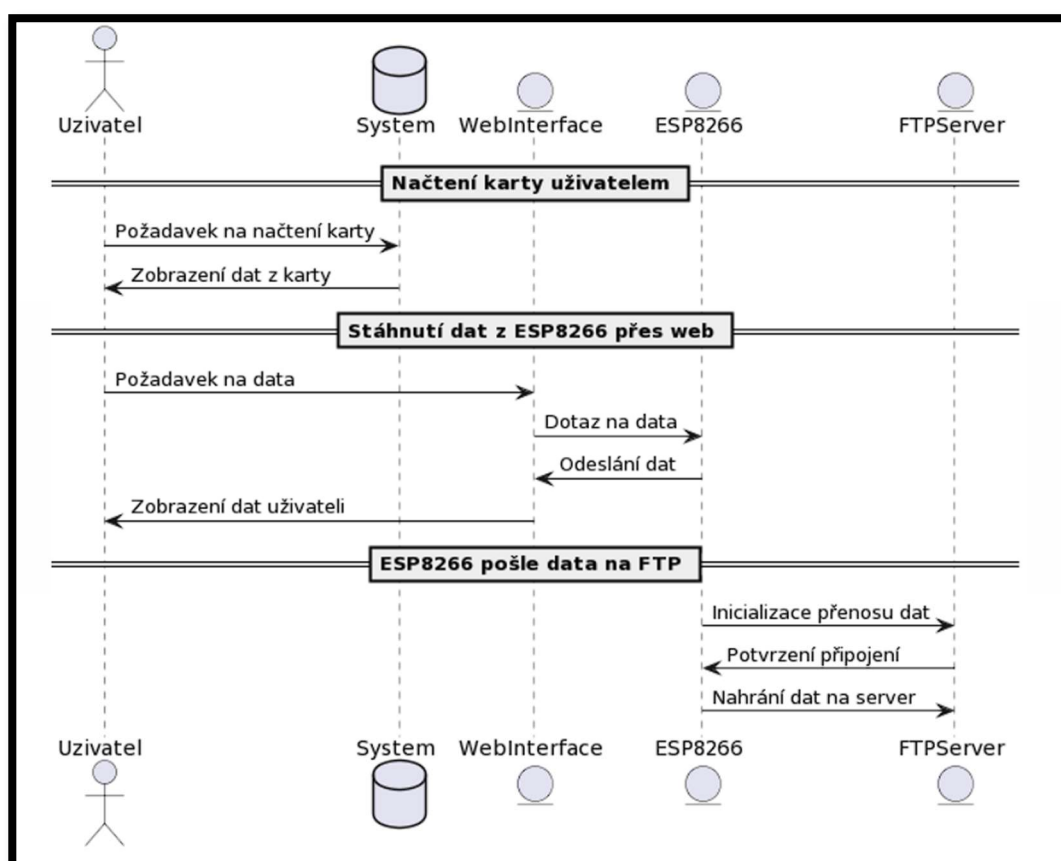 Uzivatel System WebInterface ESP8266 FTPServer
Načtení karty uživatelem
Požadavek na načtení karty
Zobrazení dat z karty
Stáhnutí dat z ESP8266 přes web
Požadavek na data
Dotaz na data
Odeslání dat
Zobrazení dat uživateli
ESP8266 pošle data na FTP
Inicializace přenosu dat
Potvrzení připojení
Nahrání dat na server
Uzivatel System WebInterface ESP8266 FTPServer